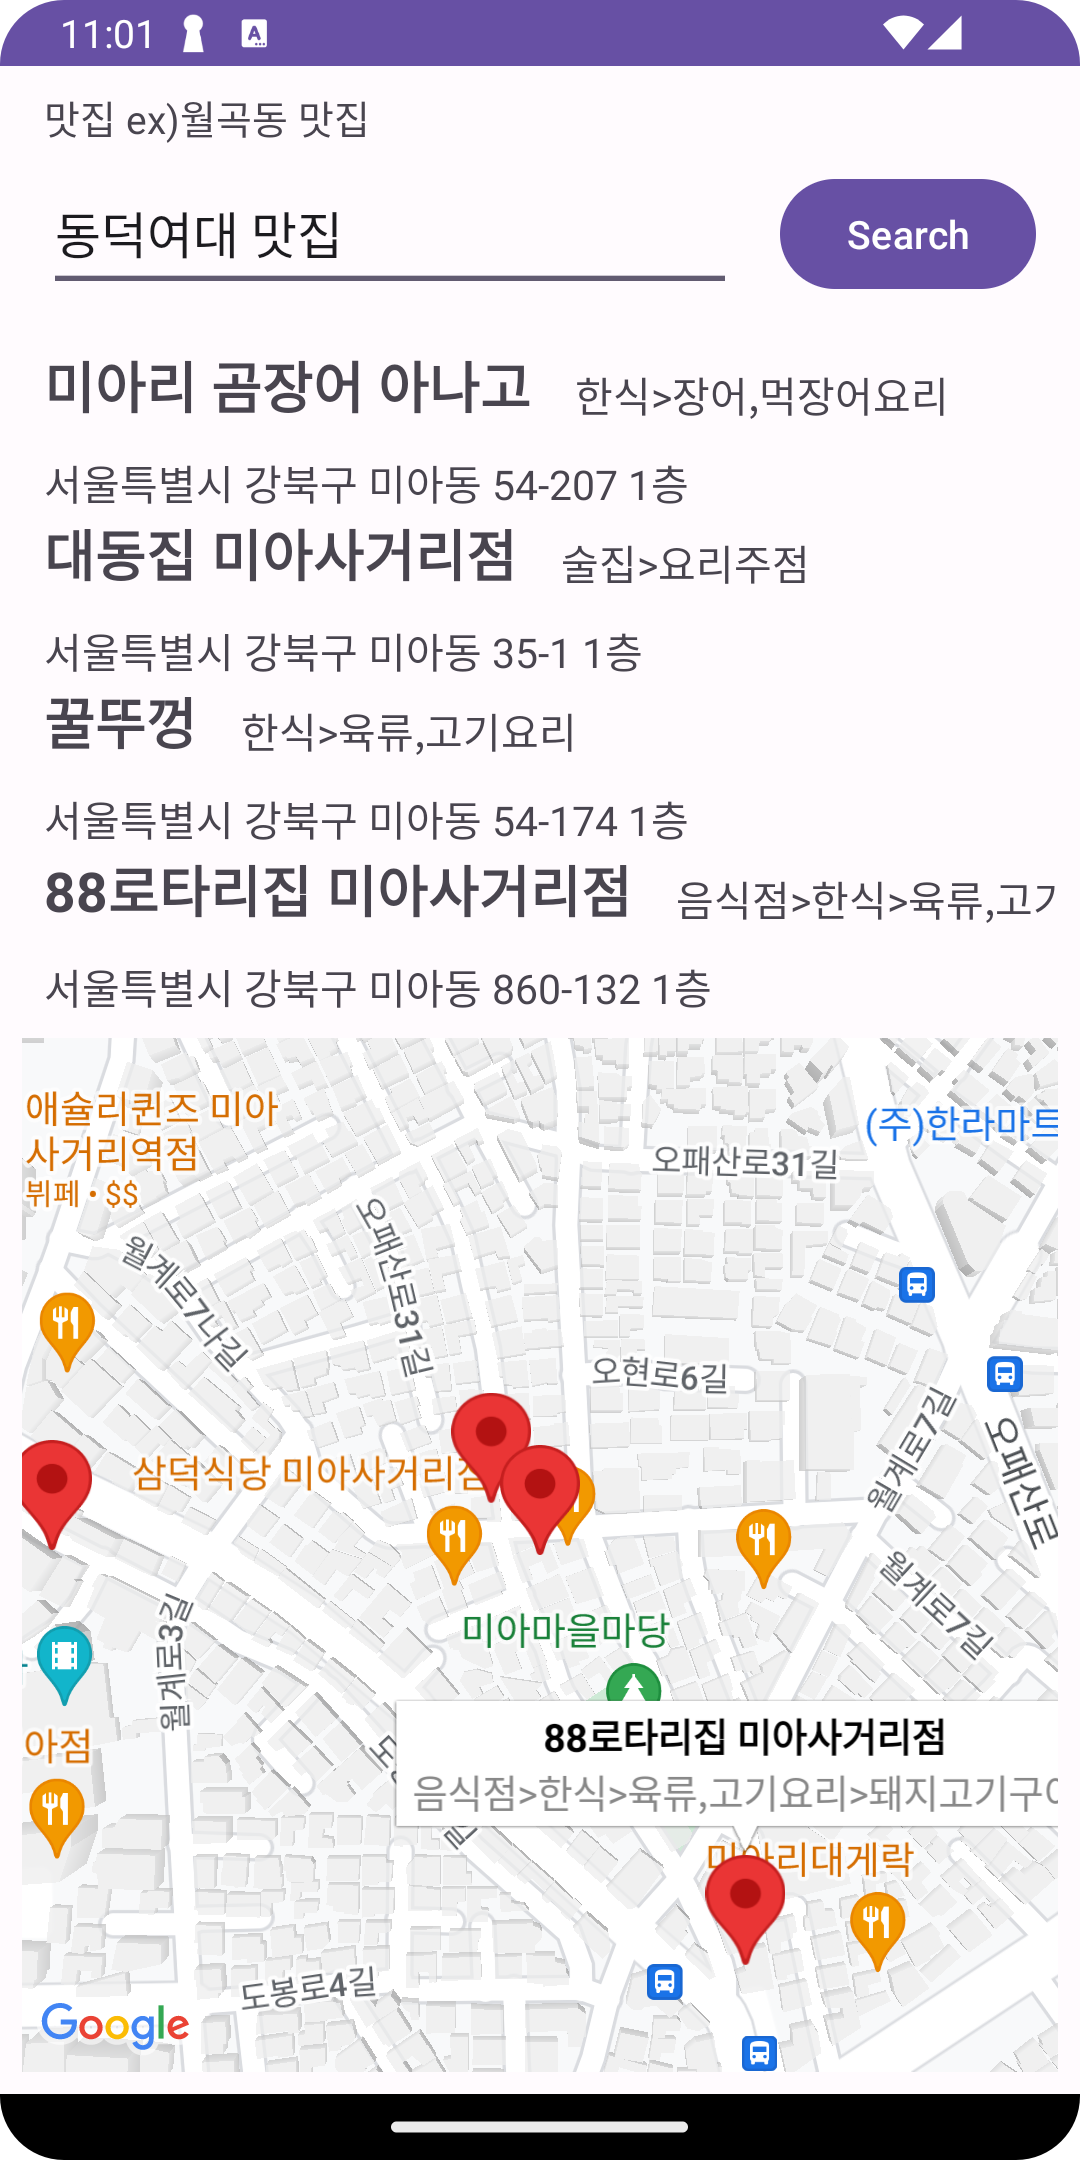 11:01
맛집 ex)월곡동 맛집
동덕여대 맛집
Search
미아리 곰장어 아나고 한식>장어,먹장어요리
서울특별시 강북구 미아동 54-207 1층
대동집 미아사거리점 술집>요리주점
서울특별시 강북구 미아동 35-1 1층
꿀뚜껑 한식>육류,고기요리
서울특별시 강북구 미아동 54-174 1층
88로타리집 미아사거리점 음식점>한식>육류,고기
서울특별시 강북구 미아동 860-132 1층
애슐리퀸즈 미아
사거리역점
뷔페 • $$
(주)한라마트
오패산로31길
오패산로31길
월계로7나길
오현로6길
월계로7길
오패산로
삼덕식당 미아사거리점
월계로7길
월계로3길
미아마을마당
아점
88로타리집 미아사거리점
음식점>한식>육류,고기요리>돼지고기구이
미아리대게락
도봉로4길
Google